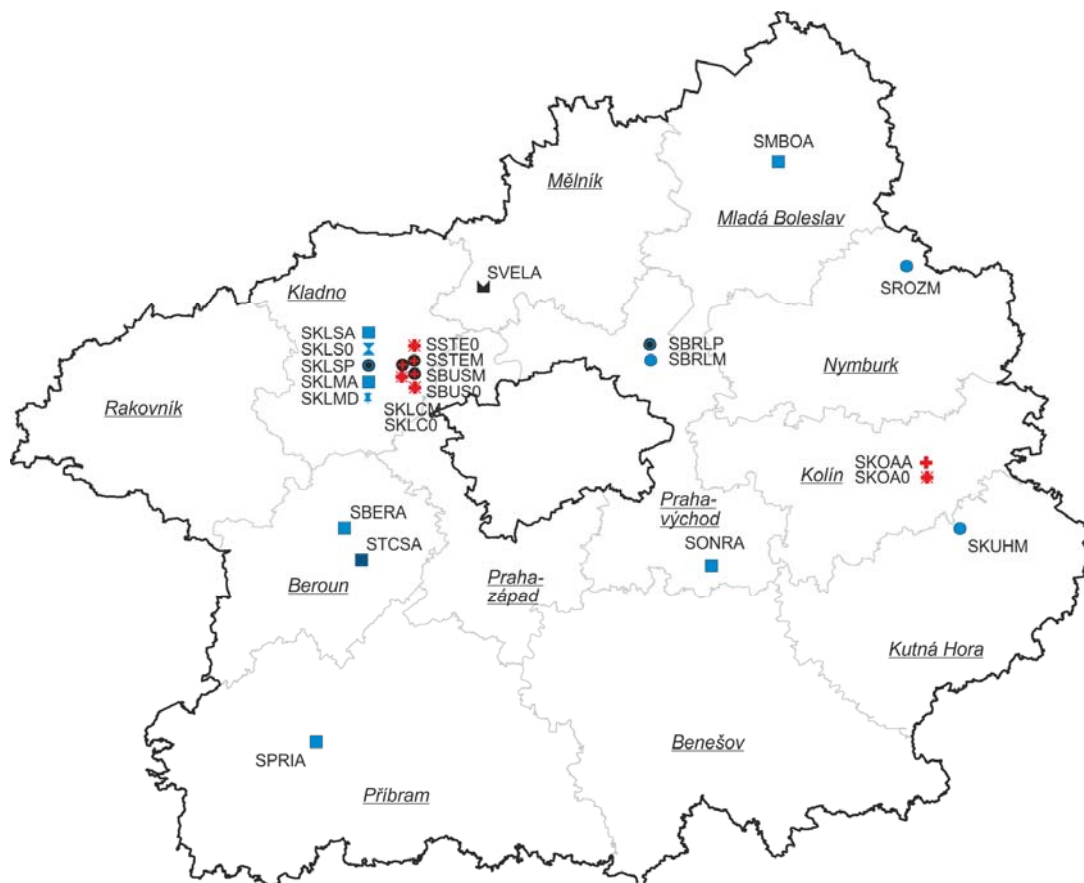 SMBOA
Mělník
Mladá Boleslav
SVELA
SROZM
Kladno
SKLSA
SKLS0
SKLSP
SKLMA
SKLMD
SSTE0
SSTEM
SBUSM
SBUS0
SKLCM
SKLC0
SBRLP
SBRLM
Nymburk
Rakovník
SKOAA
SKOA0
Kolín
SBERA
STCSA
Beroun
Praha-
východ
SONRA
SKUHM
Praha-
západ
Kutná Hora
SPRIA
Benešov
Příbram